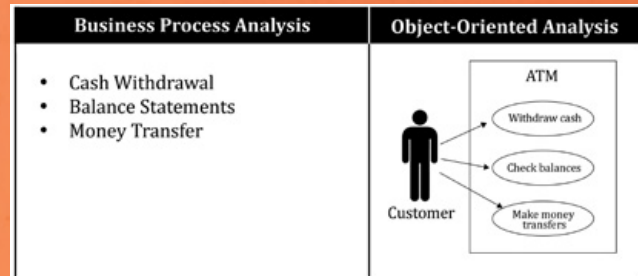 Business Process Analysis
Object-Oriented Analysis
• Cash Withdrawal
• Balance Statements
• Money Transfer
ATM
Withdraw cash
Check balances
Make money
transfers
Customer